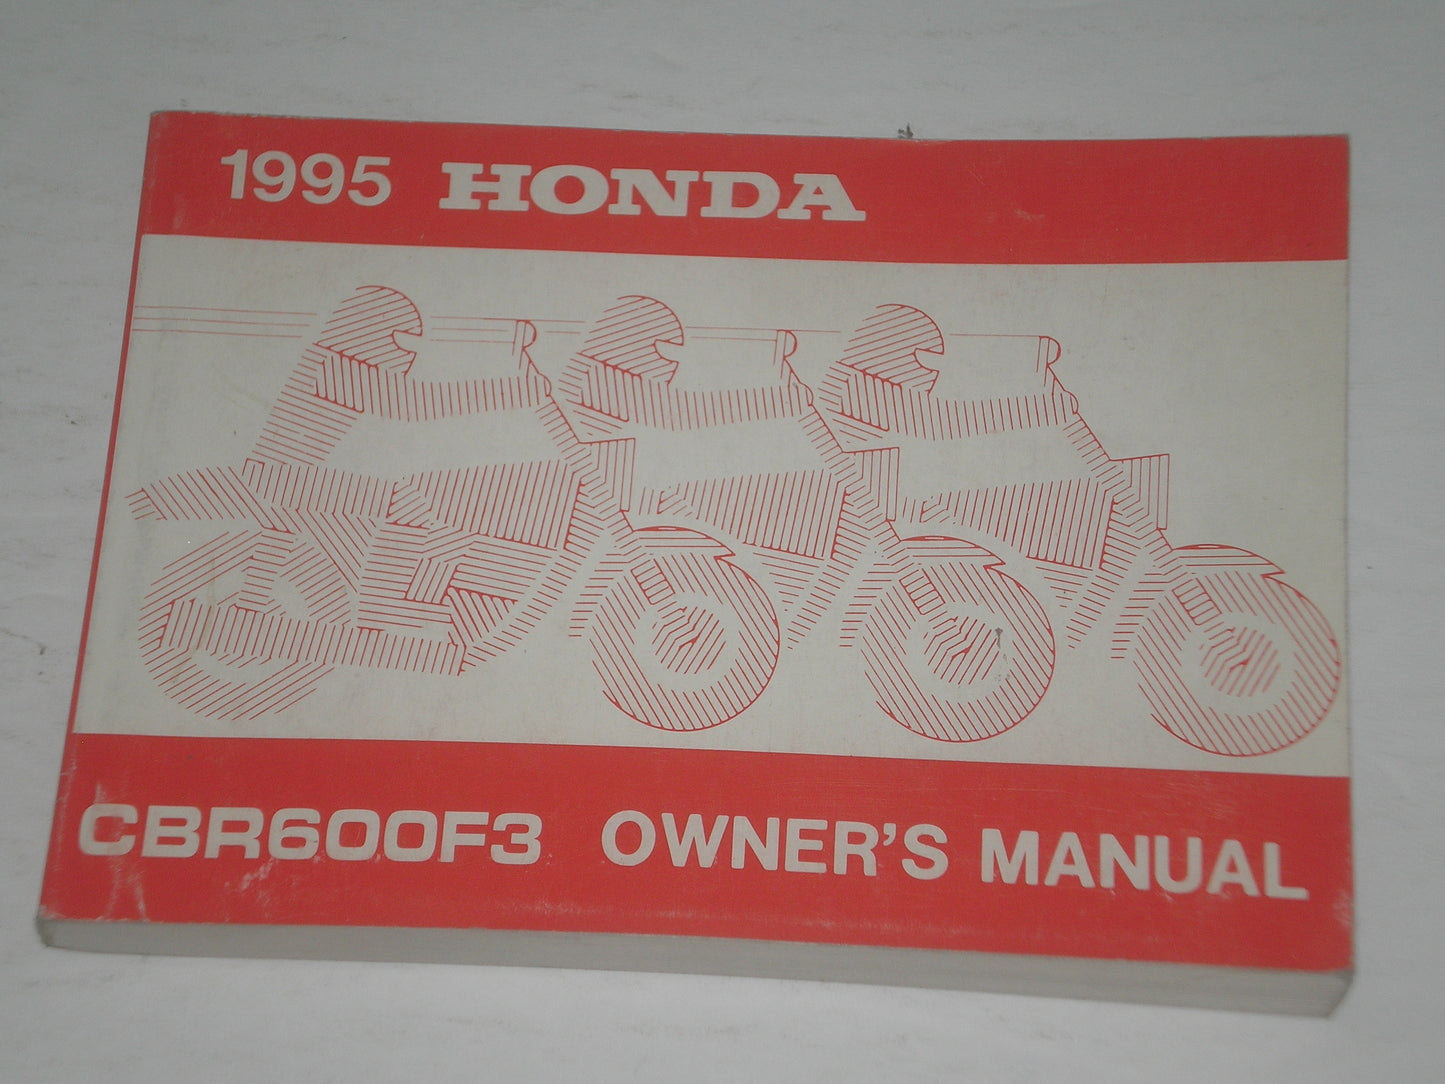 1995 HONDA
CBR600F3 OWNER'S MANUAL